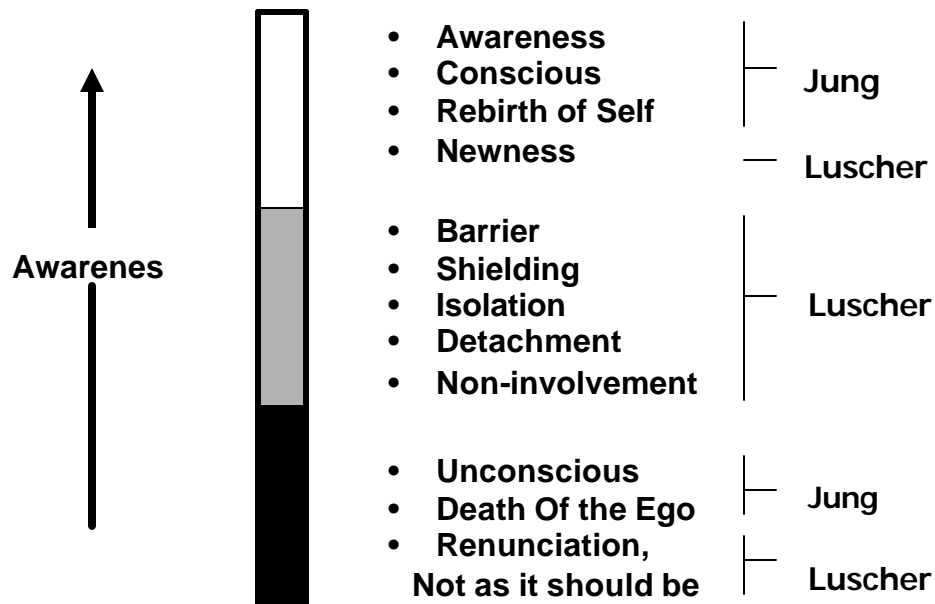 • Awareness
• Conscious
• Rebirth of Self
• Newness
Jung
Luscher
Awarenes
• Barrier
• Shielding
• Isolation
• Detachment
• Non-involvement
Luscher
• Unconscious
• Death Of the Ego
• Renunciation,
Not as it should be
Jung
Luscher